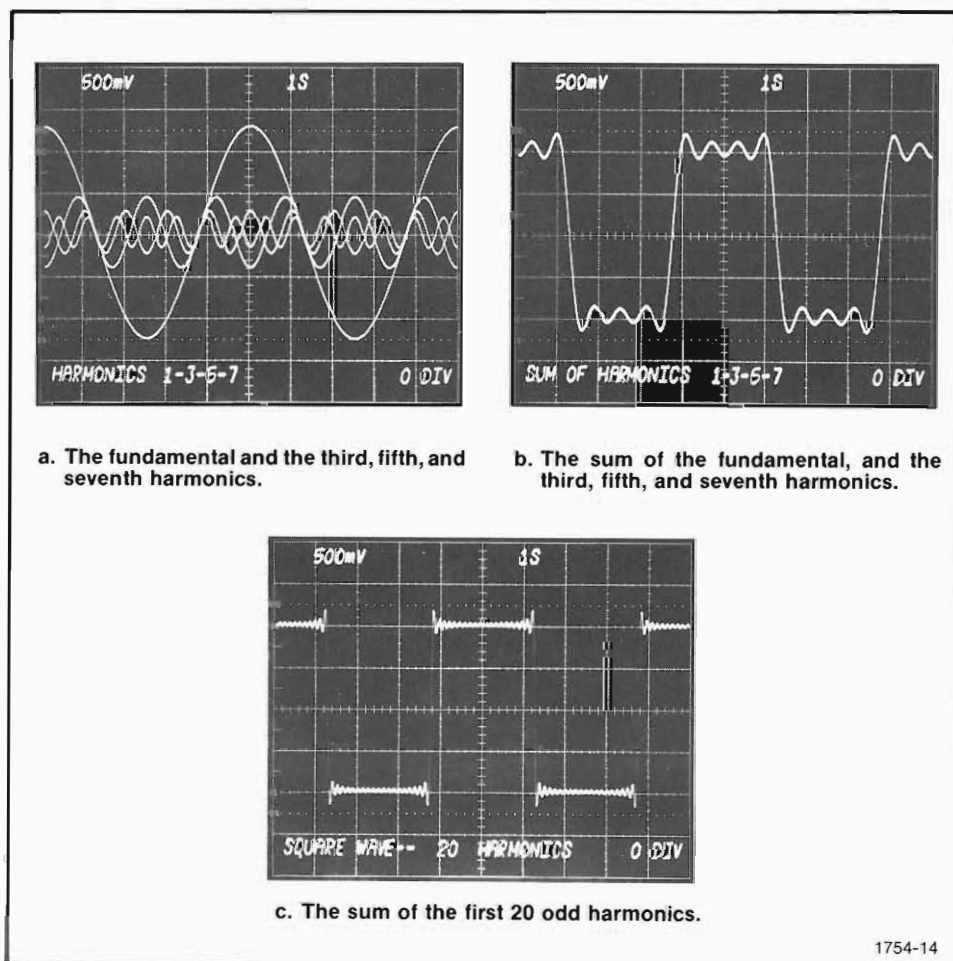 500mV 1S
HARMONICS 1-3-5-7 0 DIV
a. The fundamental and the third, fifth, and
seventh harmonics.
500mV 1S
SUM OF HARMONICS 1-3-5-7 0 DIV
b. The sum of the fundamental, and the
third, fifth, and seventh harmonics.
500mV 1S
SQUARE WAVE-- 20 HARMONICS 0 DIV
c. The sum of the first 20 odd harmonics.
1754-14